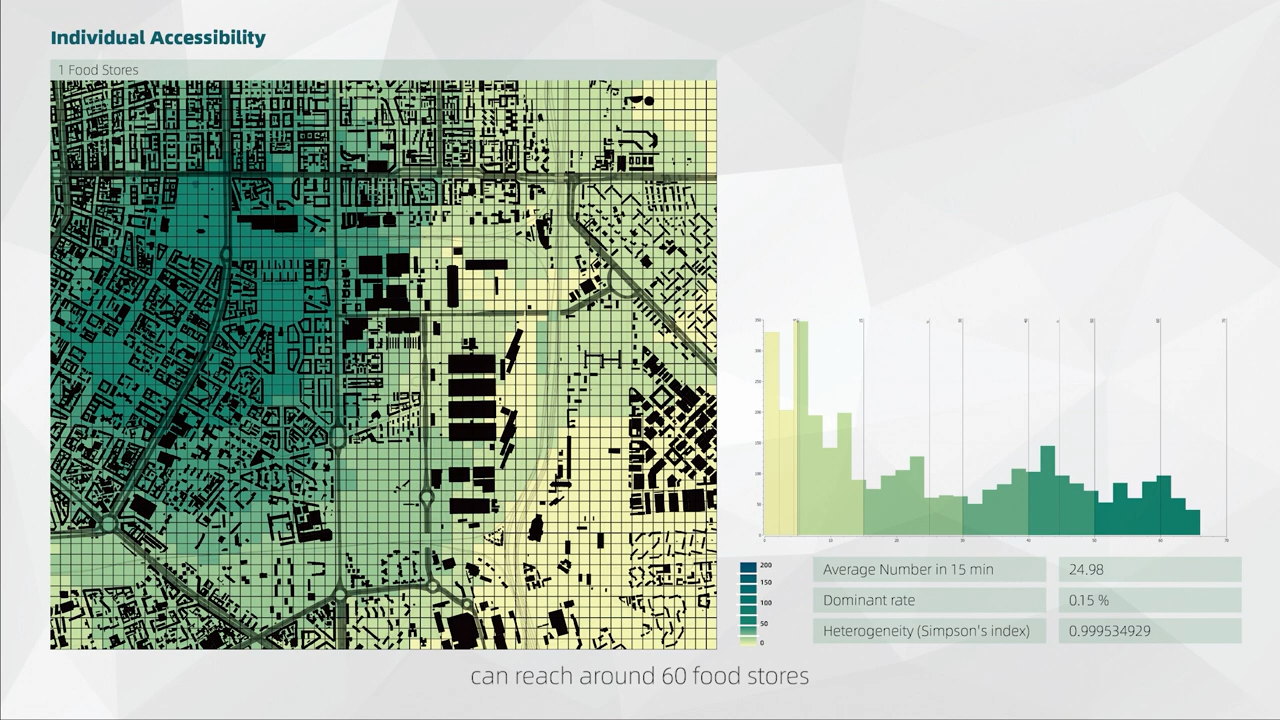 Individual Accessibility
1 Food Stores
200
150
100
50
0
Average Number in 15 min
24.98
Dominant rate
0.15 %
Heterogeneity (Simpson's index)
0.999534929
can reach around 60 food stores